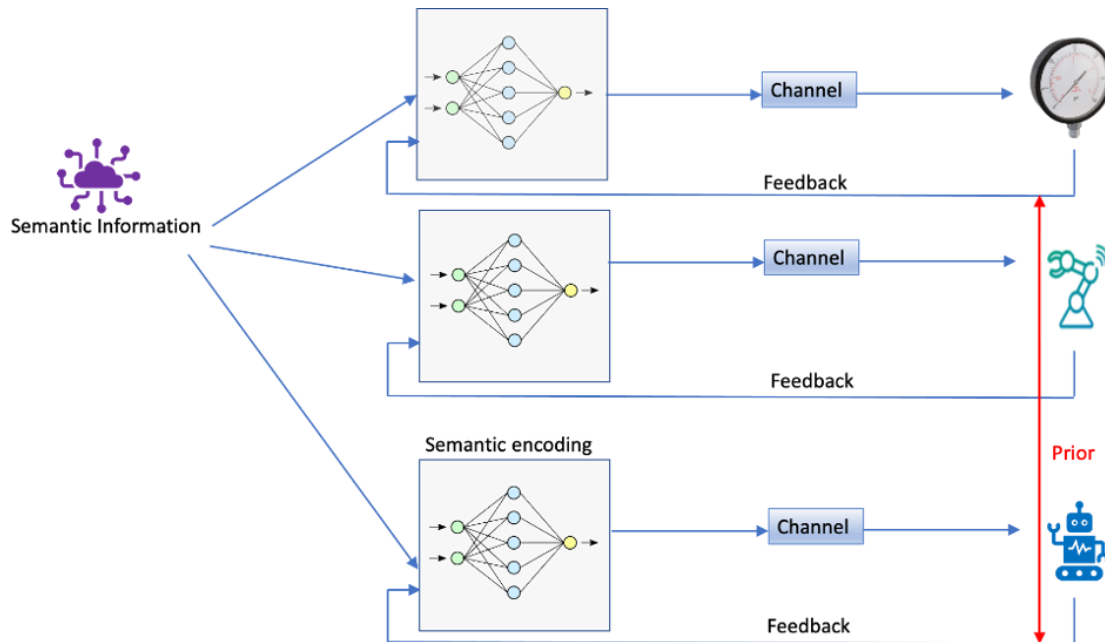 Channel
Feedback
Semantic Information
Channel
Feedback
Semantic encoding
Prior
Channel
Feedback